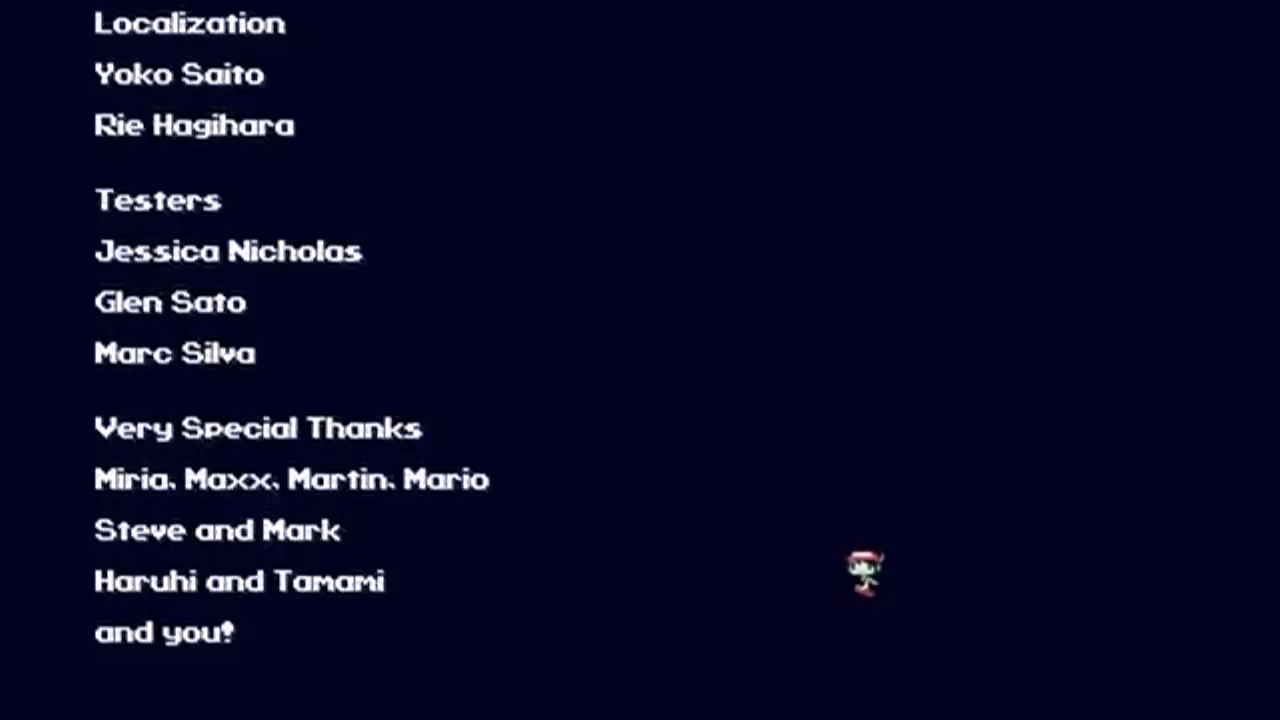 Localization
Yoko Saito
Rie Hagihara
Testers
Jessica Nicholas
Glen Sato
Marc Silva
Very Special Thanks
Miria, Maxx, Martin, Mario
Steve and Mark
Haruhi and Tamami
and you!